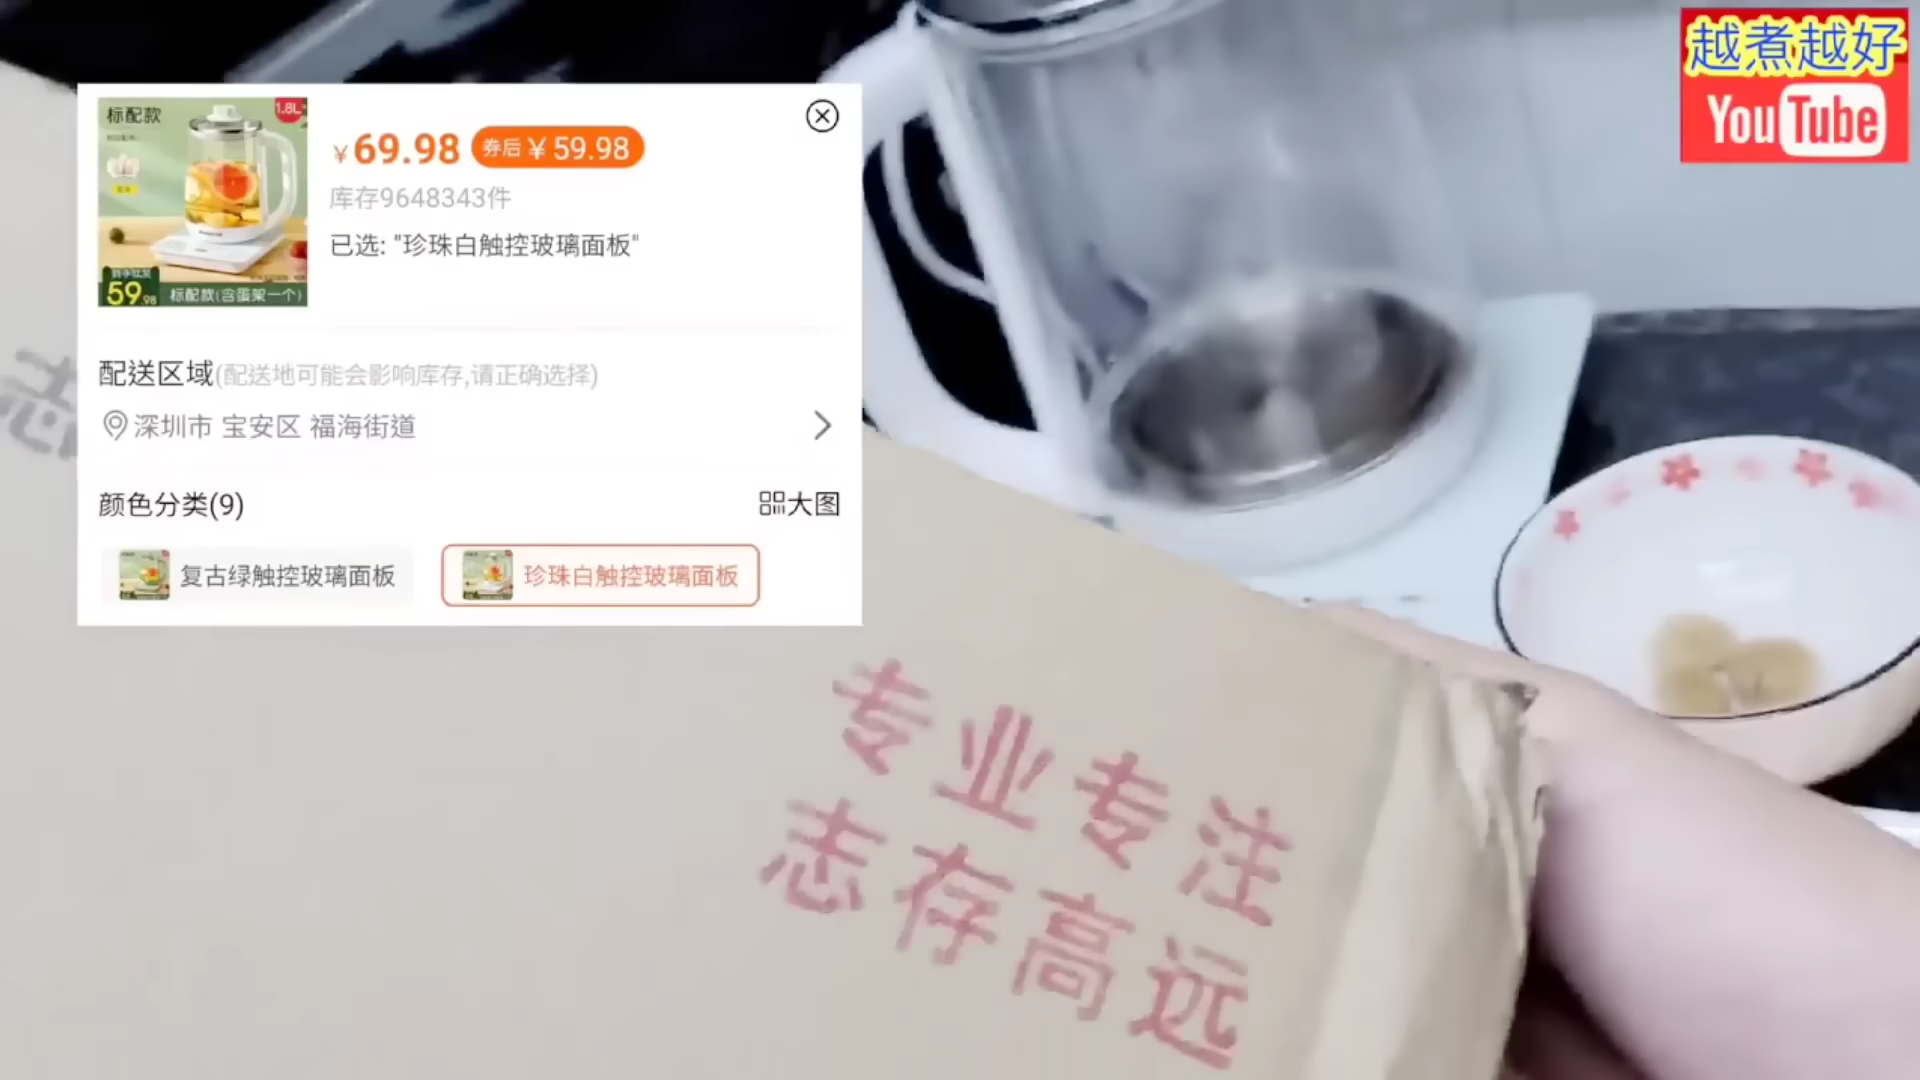 越煮越好
YouTube
标配款
1.8L
59.98
标配款(含蛋架一个)
¥69.98
券后¥59.98
库存9648343件
已选: "珍珠白触控玻璃面板"
配送区域(配送地可能会影响库存,请正确选择)
深圳市 宝安区 福海街道
颜色分类(9)
大图
复古绿触控玻璃面板
珍珠白触控玻璃面板
志
专业专注
志存高远